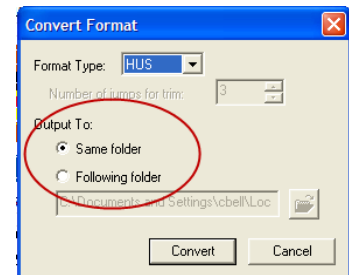 Convert Format
Format Type: HUS
Number of jumps for trim: 3
Output To:
Same folder
Following folder
C:\Documents and Settings\cbell\Loc
Convert Cancel